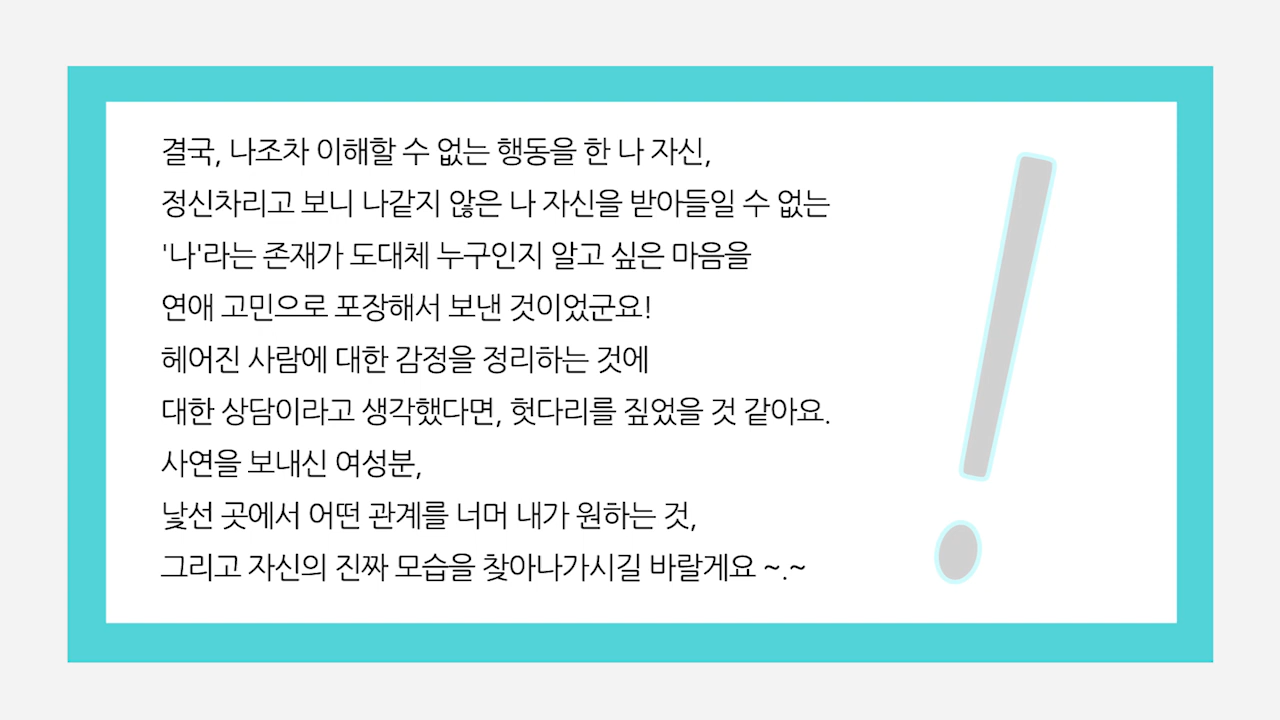 결국, 나조차 이해할 수 없는 행동을 한 나 자신,
정신차리고 보니 나같지 않은 나 자신을 받아들일 수 없는
'나'라는 존재가 도대체 누구인지 알고 싶은 마음을
연애 고민으로 포장해서 보낸 것이었군요!
헤어진 사람에 대한 감정을 정리하는 것에
대한 상담이라고 생각했다면, 헛다리를 짚었을 것 같아요.
사연을 보내신 여성분,
낯선 곳에서 어떤 관계를 너머 내가 원하는 것,
그리고 자신의 진짜 모습을 찾아나가시길 바랄게요 ~.~